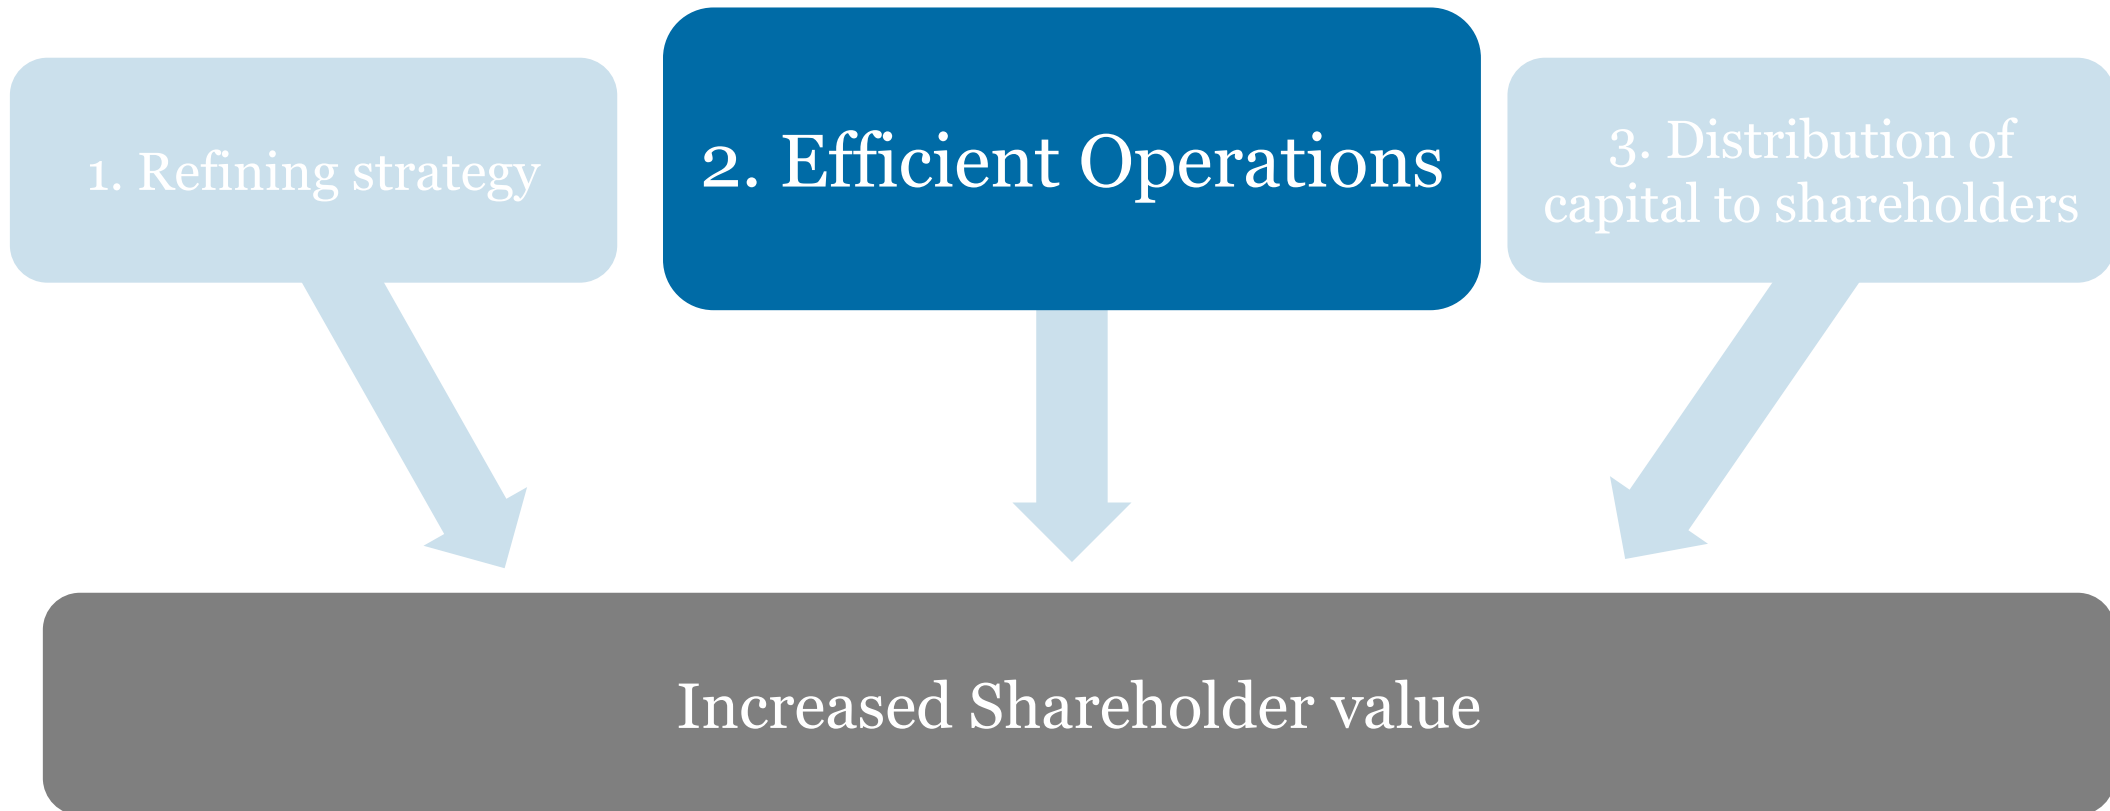 1. Refining strategy
2. Efficient Operations
3. Distribution of
capital to shareholders
Increased Shareholder value